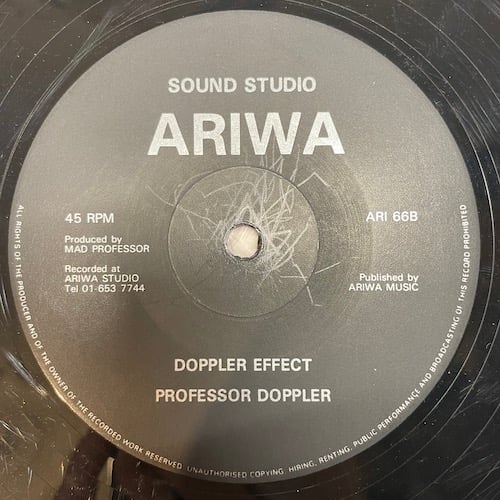 SOUND STUDIO
ARIWA
45 RPM
ARI 66B
Produced by
MAD PROFESSOR
Recorded at
ARIWA STUDIO
Tel 01-653 7744
Published by
ARIWA MUSIC
DOPPLER EFFECT
PROFESSOR DOPPLER
ALL RIGHTS OF THE PRODUCER AND OF THE OWNER OF THE RECORDED WORK RESERVED. UNAUTHORISED COPYING, HIRING, RENTING, PUBLIC PERFORMANCE AND BROADCASTING OF THIS RECORD PROHIBITED